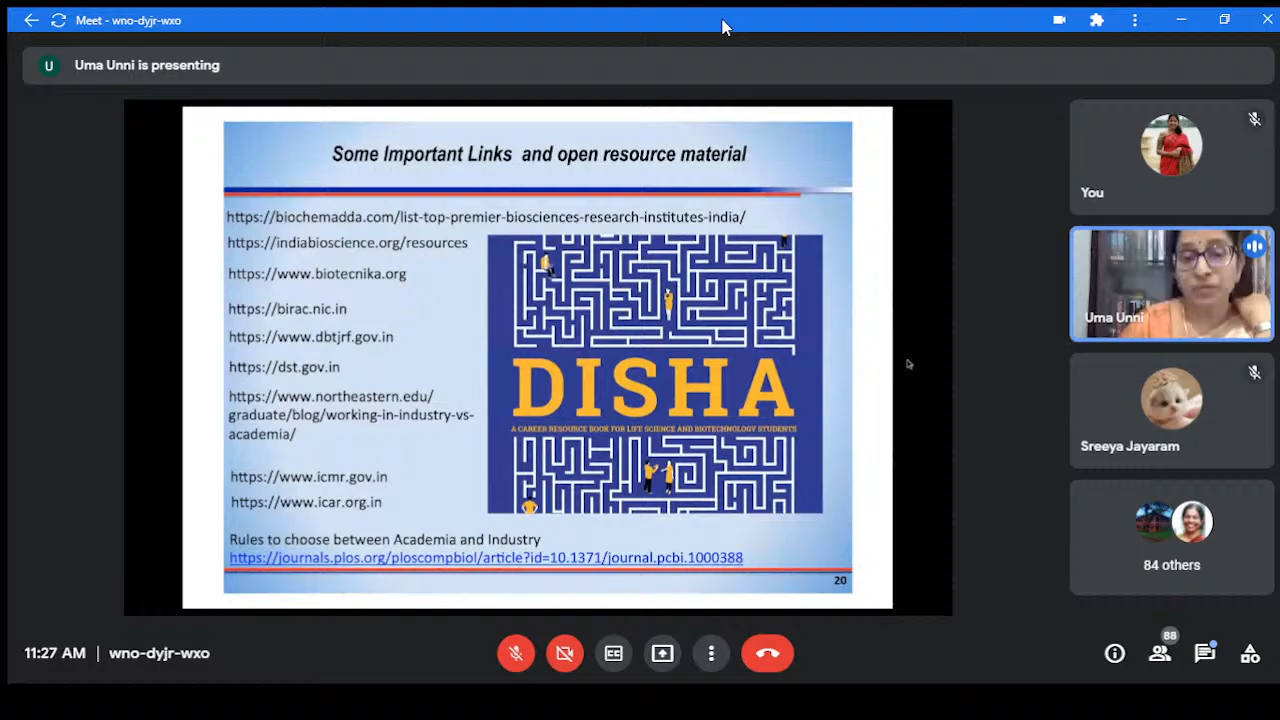 Meet - wno-dyjr-wxo
U
Uma Unni is presenting
Some Important Links and open resource material
https://biochemadda.com/list-top-premier-biosciences-research-institutes-india/
https://indiabioscience.org/resources
https://www.biotecnika.org
https://birac.nic.in
https://www.dbtjrf.gov.in
https://dst.gov.in
https://www.northeastern.edu/
graduate/blog/working-in-industry-vs-
academia/
https://www.icmr.gov.in
https://www.icar.org.in
DISHA
A CAREER RESOURCE BOOK FOR LIFE SCIENCE AND BIOTECHNOLOGY STUDENTS
Rules to choose between Academia and Industry
https://journals.plos.org/ploscompbiol/article?id=10.1371/journal.pcbi.1000388
20
You
Uma Unni
Sreeya Jayaram
84 others
11:27 AM | wno-dyjr-wxo
CC
88